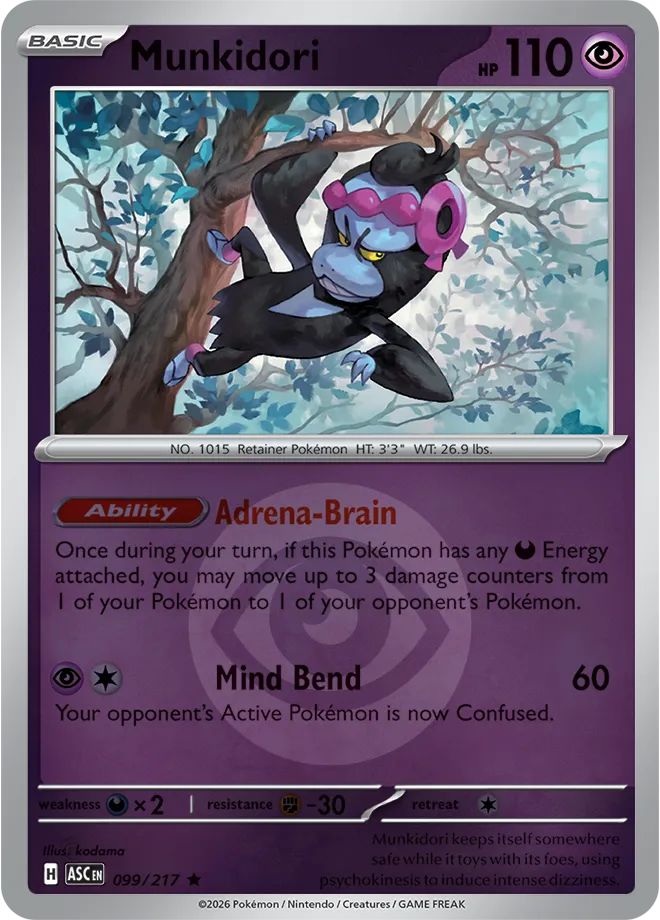 BASIC
Munkidori
HP 110
NO. 1015 Retainer Pokémon HT: 3'3" WT: 26.9 lbs.
Ability Adrena-Brain
Once during your turn, if this Pokémon has any Energy
attached, you may move up to 3 damage counters from
1 of your Pokémon to 1 of your opponent's Pokémon.
Mind Bend 60
Your opponent's Active Pokémon is now Confused.
weakness ×2 resistance -30 retreat
Illus. kodama
H ASC EN 099/217 ★
Munkidori keeps itself somewhere
safe while it toys with its foes, using
psychokinesis to induce intense dizziness.
©2026 Pokémon / Nintendo / Creatures / GAME FREAK